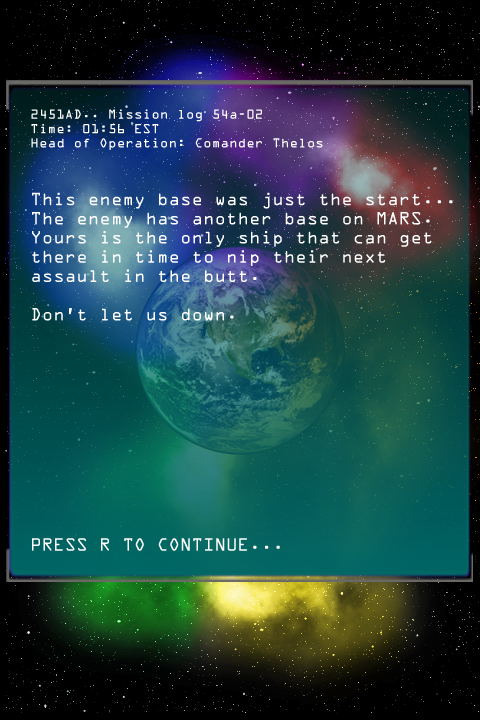 2451AD.. Mission log 54a-02
Time: 01:56 EST
Head of Operation: Comander Thelos
This enemy base was just the start...
The enemy has another base on MARS.
Yours is the only ship that can get
there in time to nip their next
assault in the butt.
Don't let us down.
PRESS R TO CONTINUE...